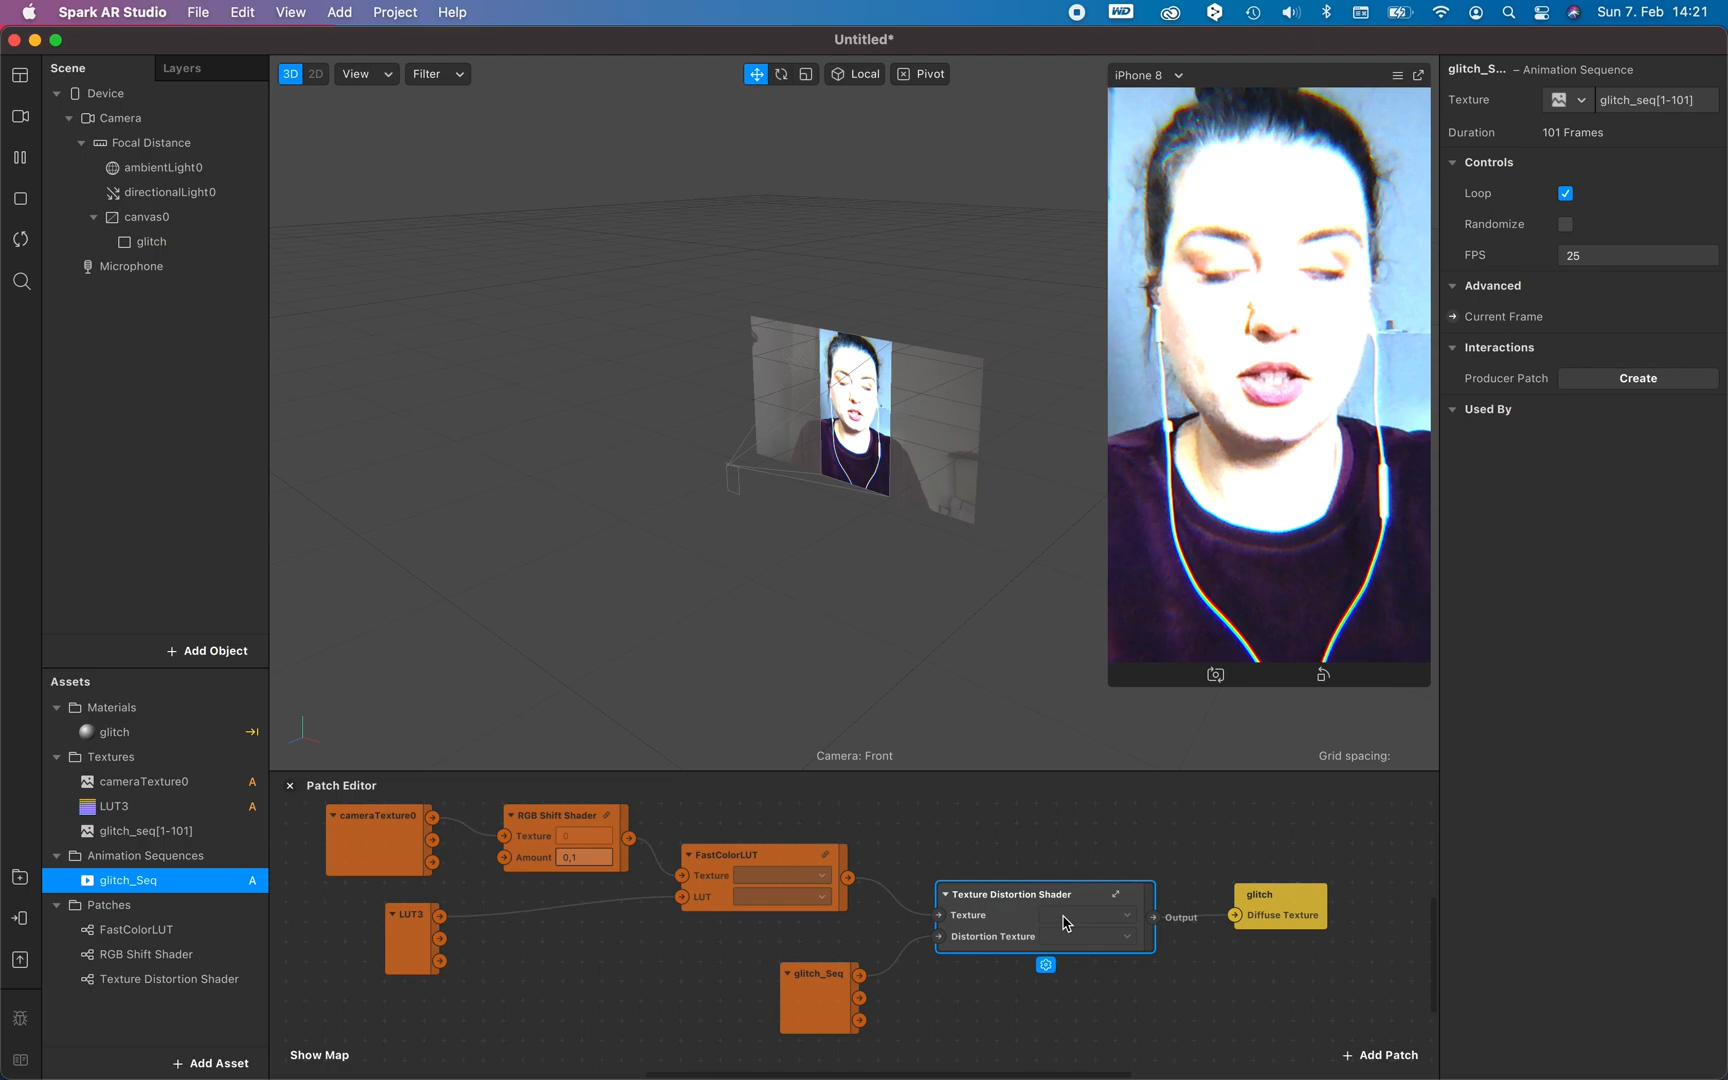 Spark AR Studio File Edit View Add Project Help
WD
Sun 7. Feb 14:21
Untitled*
Scene Layers
Device
Camera
Focal Distance
ambientLight0
directionalLight0
canvas0
glitch
Microphone
+ Add Object
Assets
Materials
glitch
Textures
cameraTexture0 A
LUT3 A
glitch_seq[1-101]
Animation Sequences
glitch_Seq A
Patches
FastColorLUT
RGB Shift Shader
Texture Distortion Shader
+ Add Asset
3D 2D View Filter
Local Pivot
iPhone 8
Camera: Front
Grid spacing:
Patch Editor
cameraTexture0
RGB Shift Shader
Texture 0
Amount 0,1
FastColorLUT
Texture
LUT
LUT3
glitch_Seq
Texture Distortion Shader
Texture
Distortion Texture
Output
glitch
Diffuse Texture
Show Map
+ Add Patch
glitch_S... – Animation Sequence
Texture glitch_seq[1-101]
Duration 101 Frames
Controls
Loop
Randomize
FPS 25
Advanced
Current Frame
Interactions
Producer Patch Create
Used By